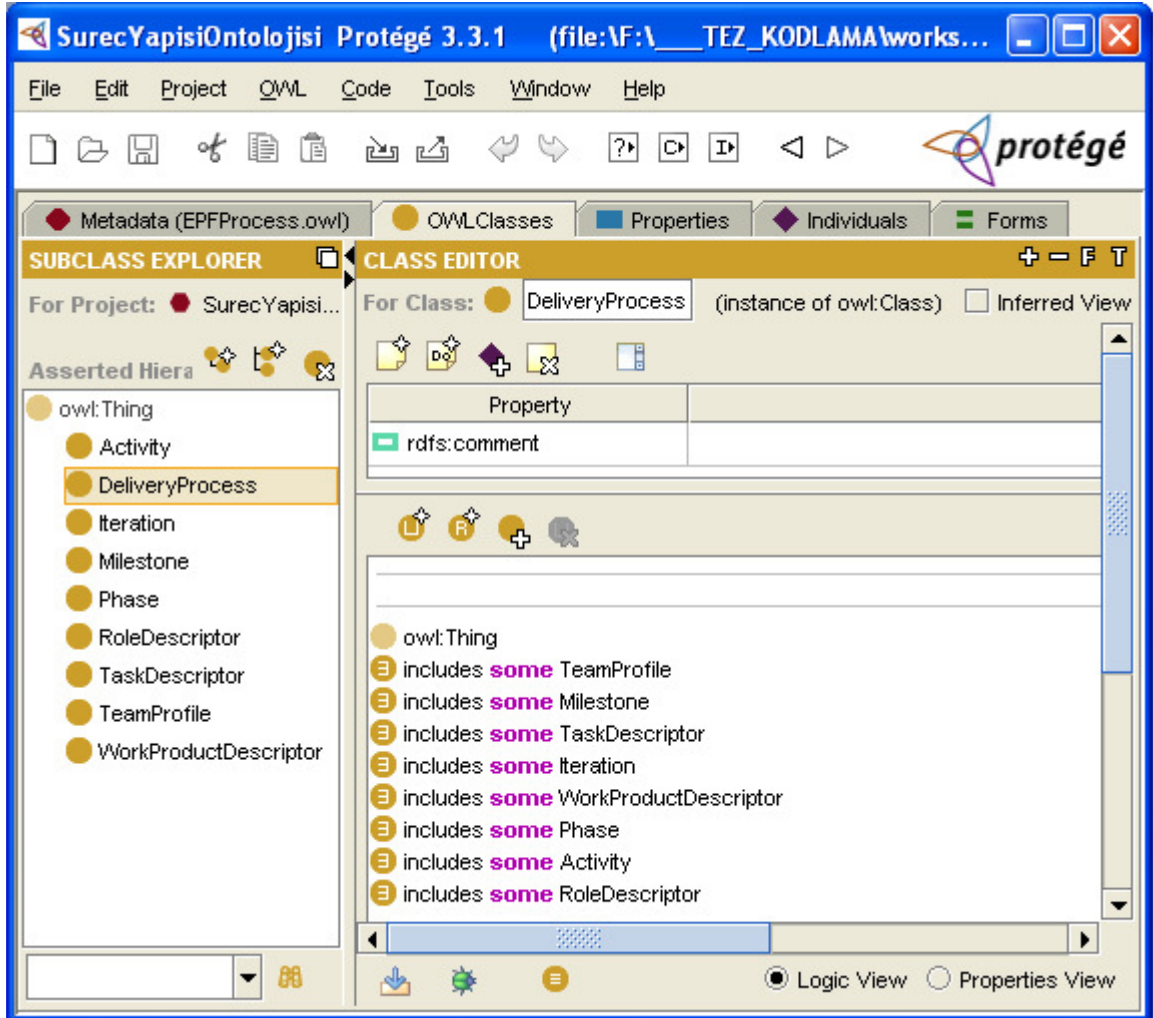 SurecYapisiOntolojisi Protégé 3.3.1 (file:\F:\___TEZ_KODLAMA\works...
File Edit Project OWL Code Tools Window Help
protégé
Metadata (EPFProcess.owl) OWLClasses Properties Individuals Forms
SUBCLASS EXPLORER
For Project: SurecYapisi...
Asserted Hiera
owl:Thing
Activity
DeliveryProcess
Iteration
Milestone
Phase
RoleDescriptor
TaskDescriptor
TeamProfile
WorkProductDescriptor
CLASS EDITOR
F T
For Class: DeliveryProcess (instance of owl:Class) Inferred View
Property
rdfs:comment
owl:Thing
includes some TeamProfile
includes some Milestone
includes some TaskDescriptor
includes some Iteration
includes some WorkProductDescriptor
includes some Phase
includes some Activity
includes some RoleDescriptor
Logic View Properties View